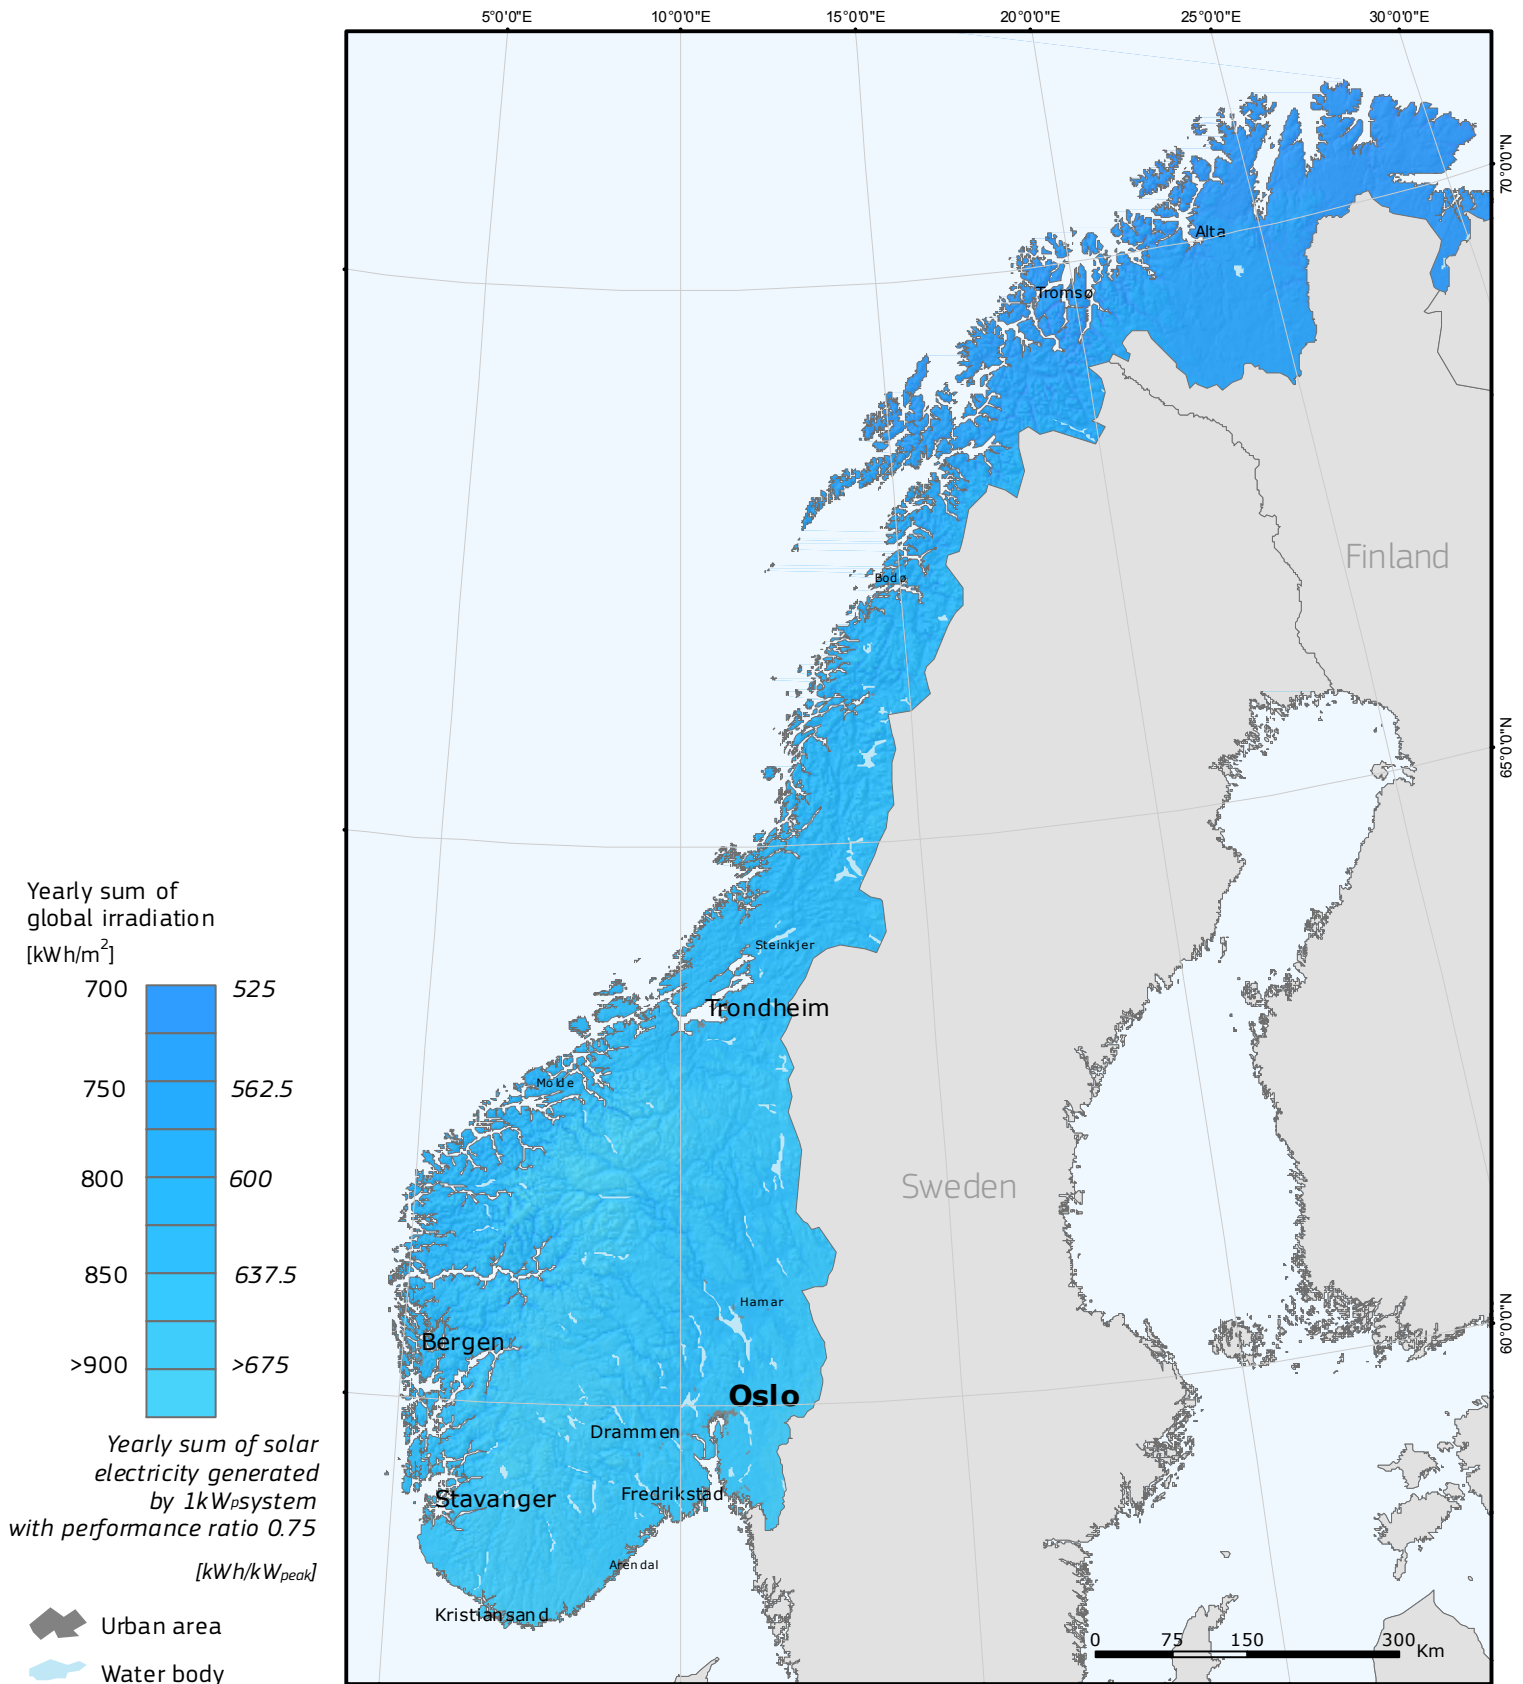 5°0'0"E 10°0'0"E 15°0'0"E 20°0'0"E 25°0'0"E 30°0'0"E
70°0'0"N
Alta
Tromsø
Finland
Bodø
65°0'0"N
Yearly sum of
global irradiation
[kWh/m2]
Steinkjer
700 525
Trondheim
750 562.5
Molde
800 600
Sweden
850 637.5
Hamar
60°0'0"N
Bergen
>900 >675
Oslo
Drammen
Yearly sum of solar
electricity generated
by 1kWpsystem
with performance ratio 0.75
[kWh/kWpeak]
Stavanger
Fredrikstad
Arendal
Kristiansand
Urban area
Water body
0 75 150 300 Km